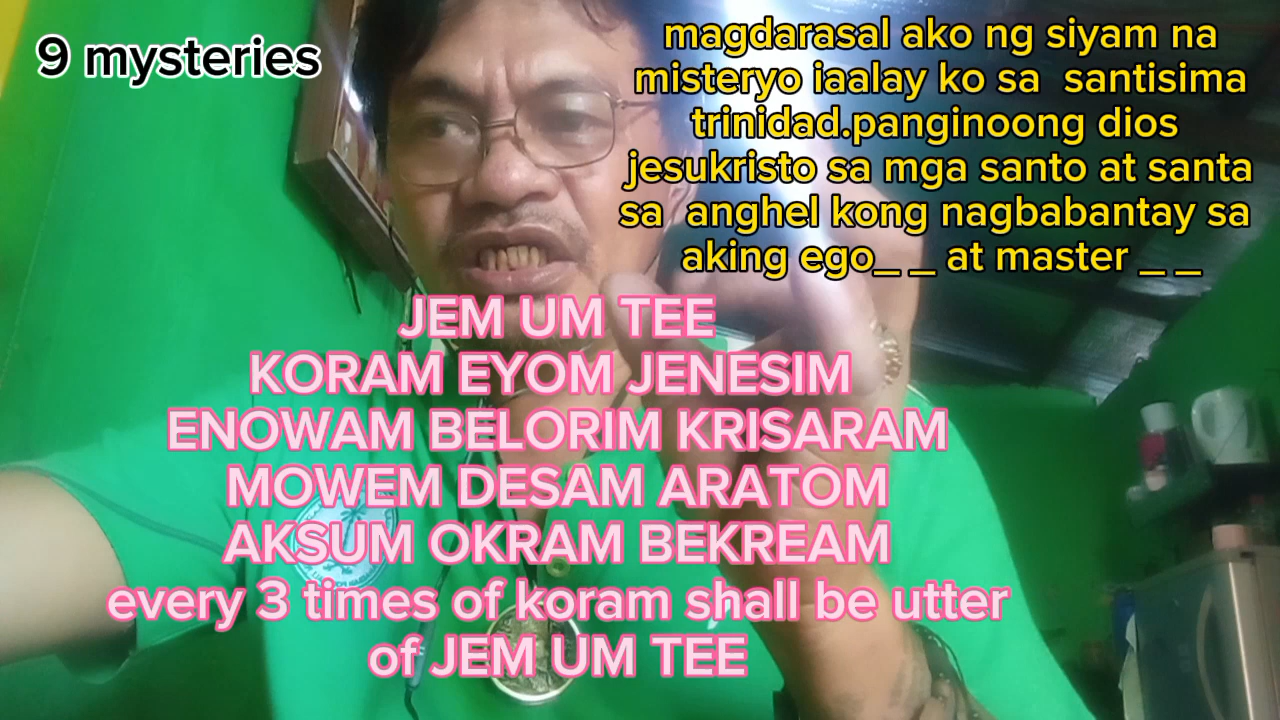 9 mysteries
magdarasal ako ng siyam na
misteryo iaalay ko sa santisima
trinidad.panginoong dios
jesukristo sa mga santo at santa
sa anghel kong nagbabantay sa
aking ego_ _ at master _ _
JEM UM TEE
KORAM EYOM JENESIM
ENOWAM BELORIM KRISARAM
MOWEM DESAM ARATOM
AKSUM OKRAM BEKREAM
every 3 times of koram shall be utter
of JEM UM TEE